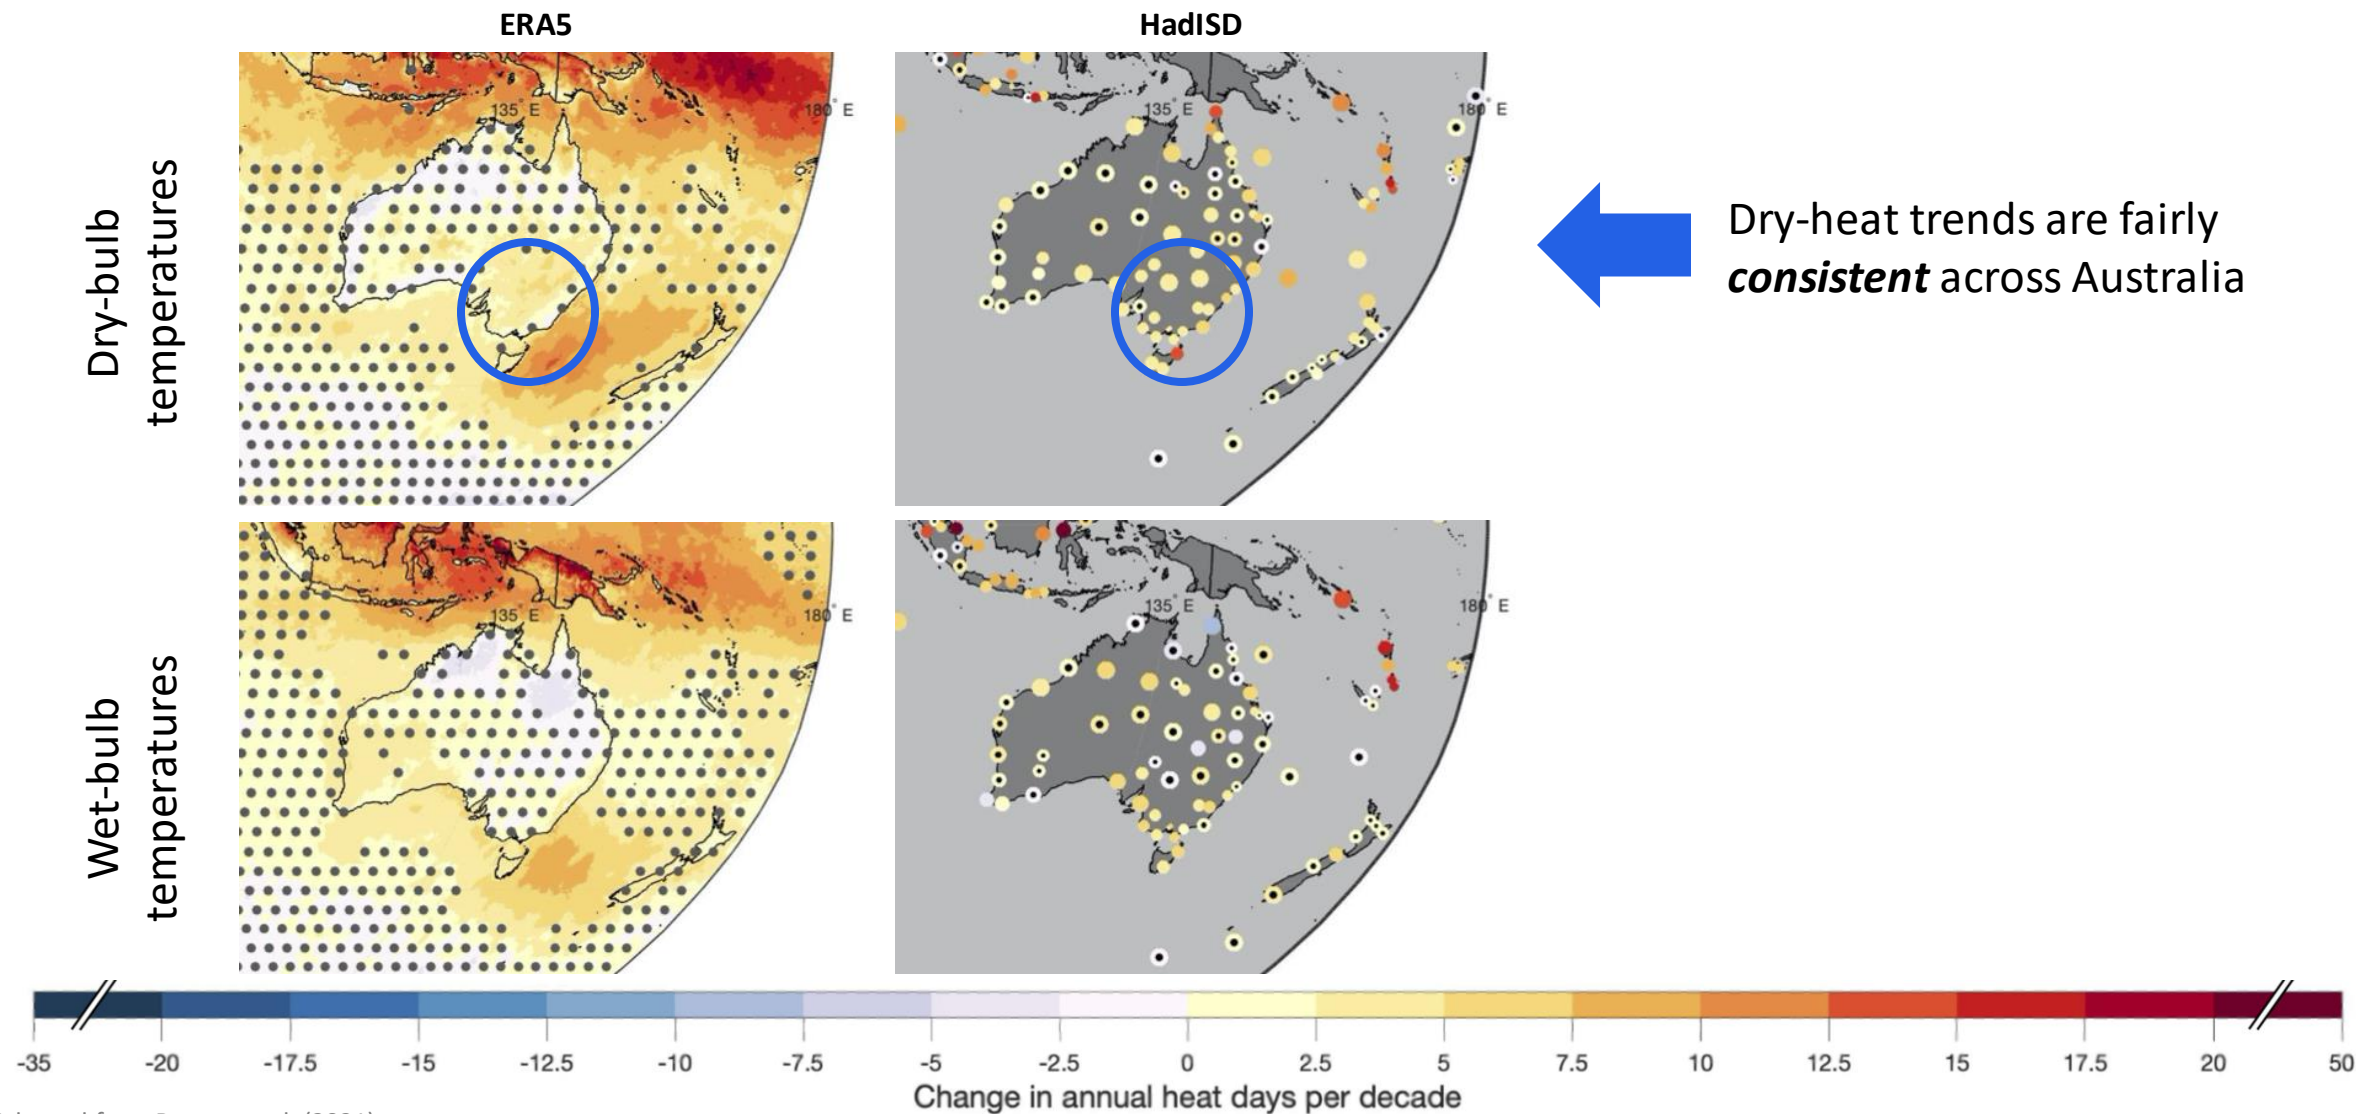 ERA5
HadISD
Dry-bulb
temperatures
135° E
180° E
135° E
180° E
Dry-heat trends are fairly
consistent across Australia
Wet-bulb
temperatures
135° E
180° E
135° E
180° E
-35 -20 -17.5 -15 -12.5 -10 -7.5 -5 -2.5 0 2.5 5 7.5 10 12.5 15 17.5 20 50
Change in annual heat days per decade